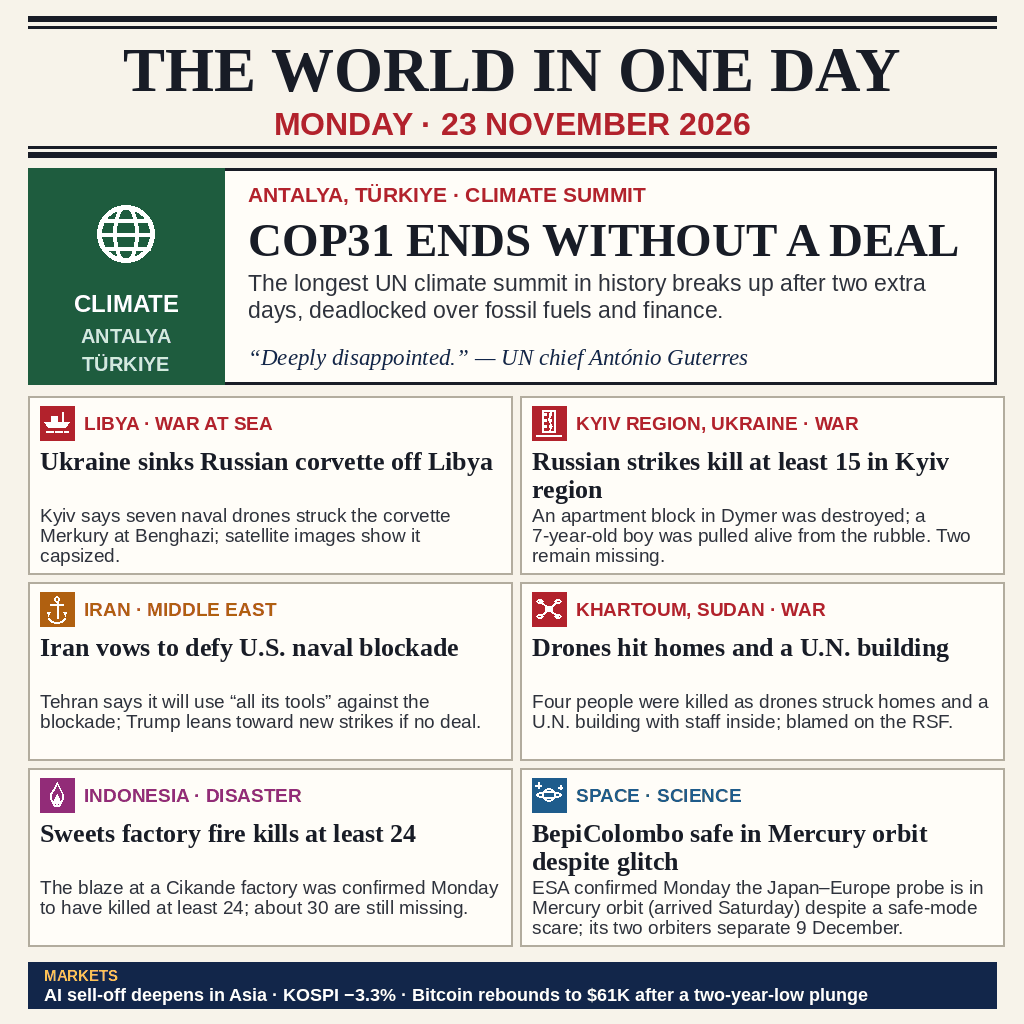 THE WORLD IN ONE DAY
MONDAY · 23 NOVEMBER 2026
CLIMATE
ANTALYA
TÜRKIYE
ANTALYA, TÜRKIYE · CLIMATE SUMMIT
COP31 ENDS WITHOUT A DEAL
The longest UN climate summit in history breaks up after two extra
days, deadlocked over fossil fuels and finance.
“Deeply disappointed.” — UN chief António Guterres
LIBYA · WAR AT SEA
Ukraine sinks Russian corvette off Libya
Kyiv says seven naval drones struck the corvette
Merkury at Benghazi; satellite images show it
capsized.
KYIV REGION, UKRAINE · WAR
Russian strikes kill at least 15 in Kyiv
region
An apartment block in Dymer was destroyed; a
7-year-old boy was pulled alive from the rubble. Two
remain missing.
IRAN · MIDDLE EAST
Iran vows to defy U.S. naval blockade
Tehran says it will use “all its tools” against the
blockade; Trump leans toward new strikes if no deal.
KHARTOUM, SUDAN · WAR
Drones hit homes and a U.N. building
Four people were killed as drones struck homes and a
U.N. building with staff inside; blamed on the RSF.
INDONESIA · DISASTER
Sweets factory fire kills at least 24
The blaze at a Cikande factory was confirmed Monday
to have killed at least 24; about 30 are still missing.
SPACE · SCIENCE
BepiColombo safe in Mercury orbit
despite glitch
ESA confirmed Monday the Japan–Europe probe is in
Mercury orbit (arrived Saturday) despite a safe-mode
scare; its two orbiters separate 9 December.
MARKETS
AI sell-off deepens in Asia · KOSPI −3.3% · Bitcoin rebounds to $61K after a two-year-low plunge